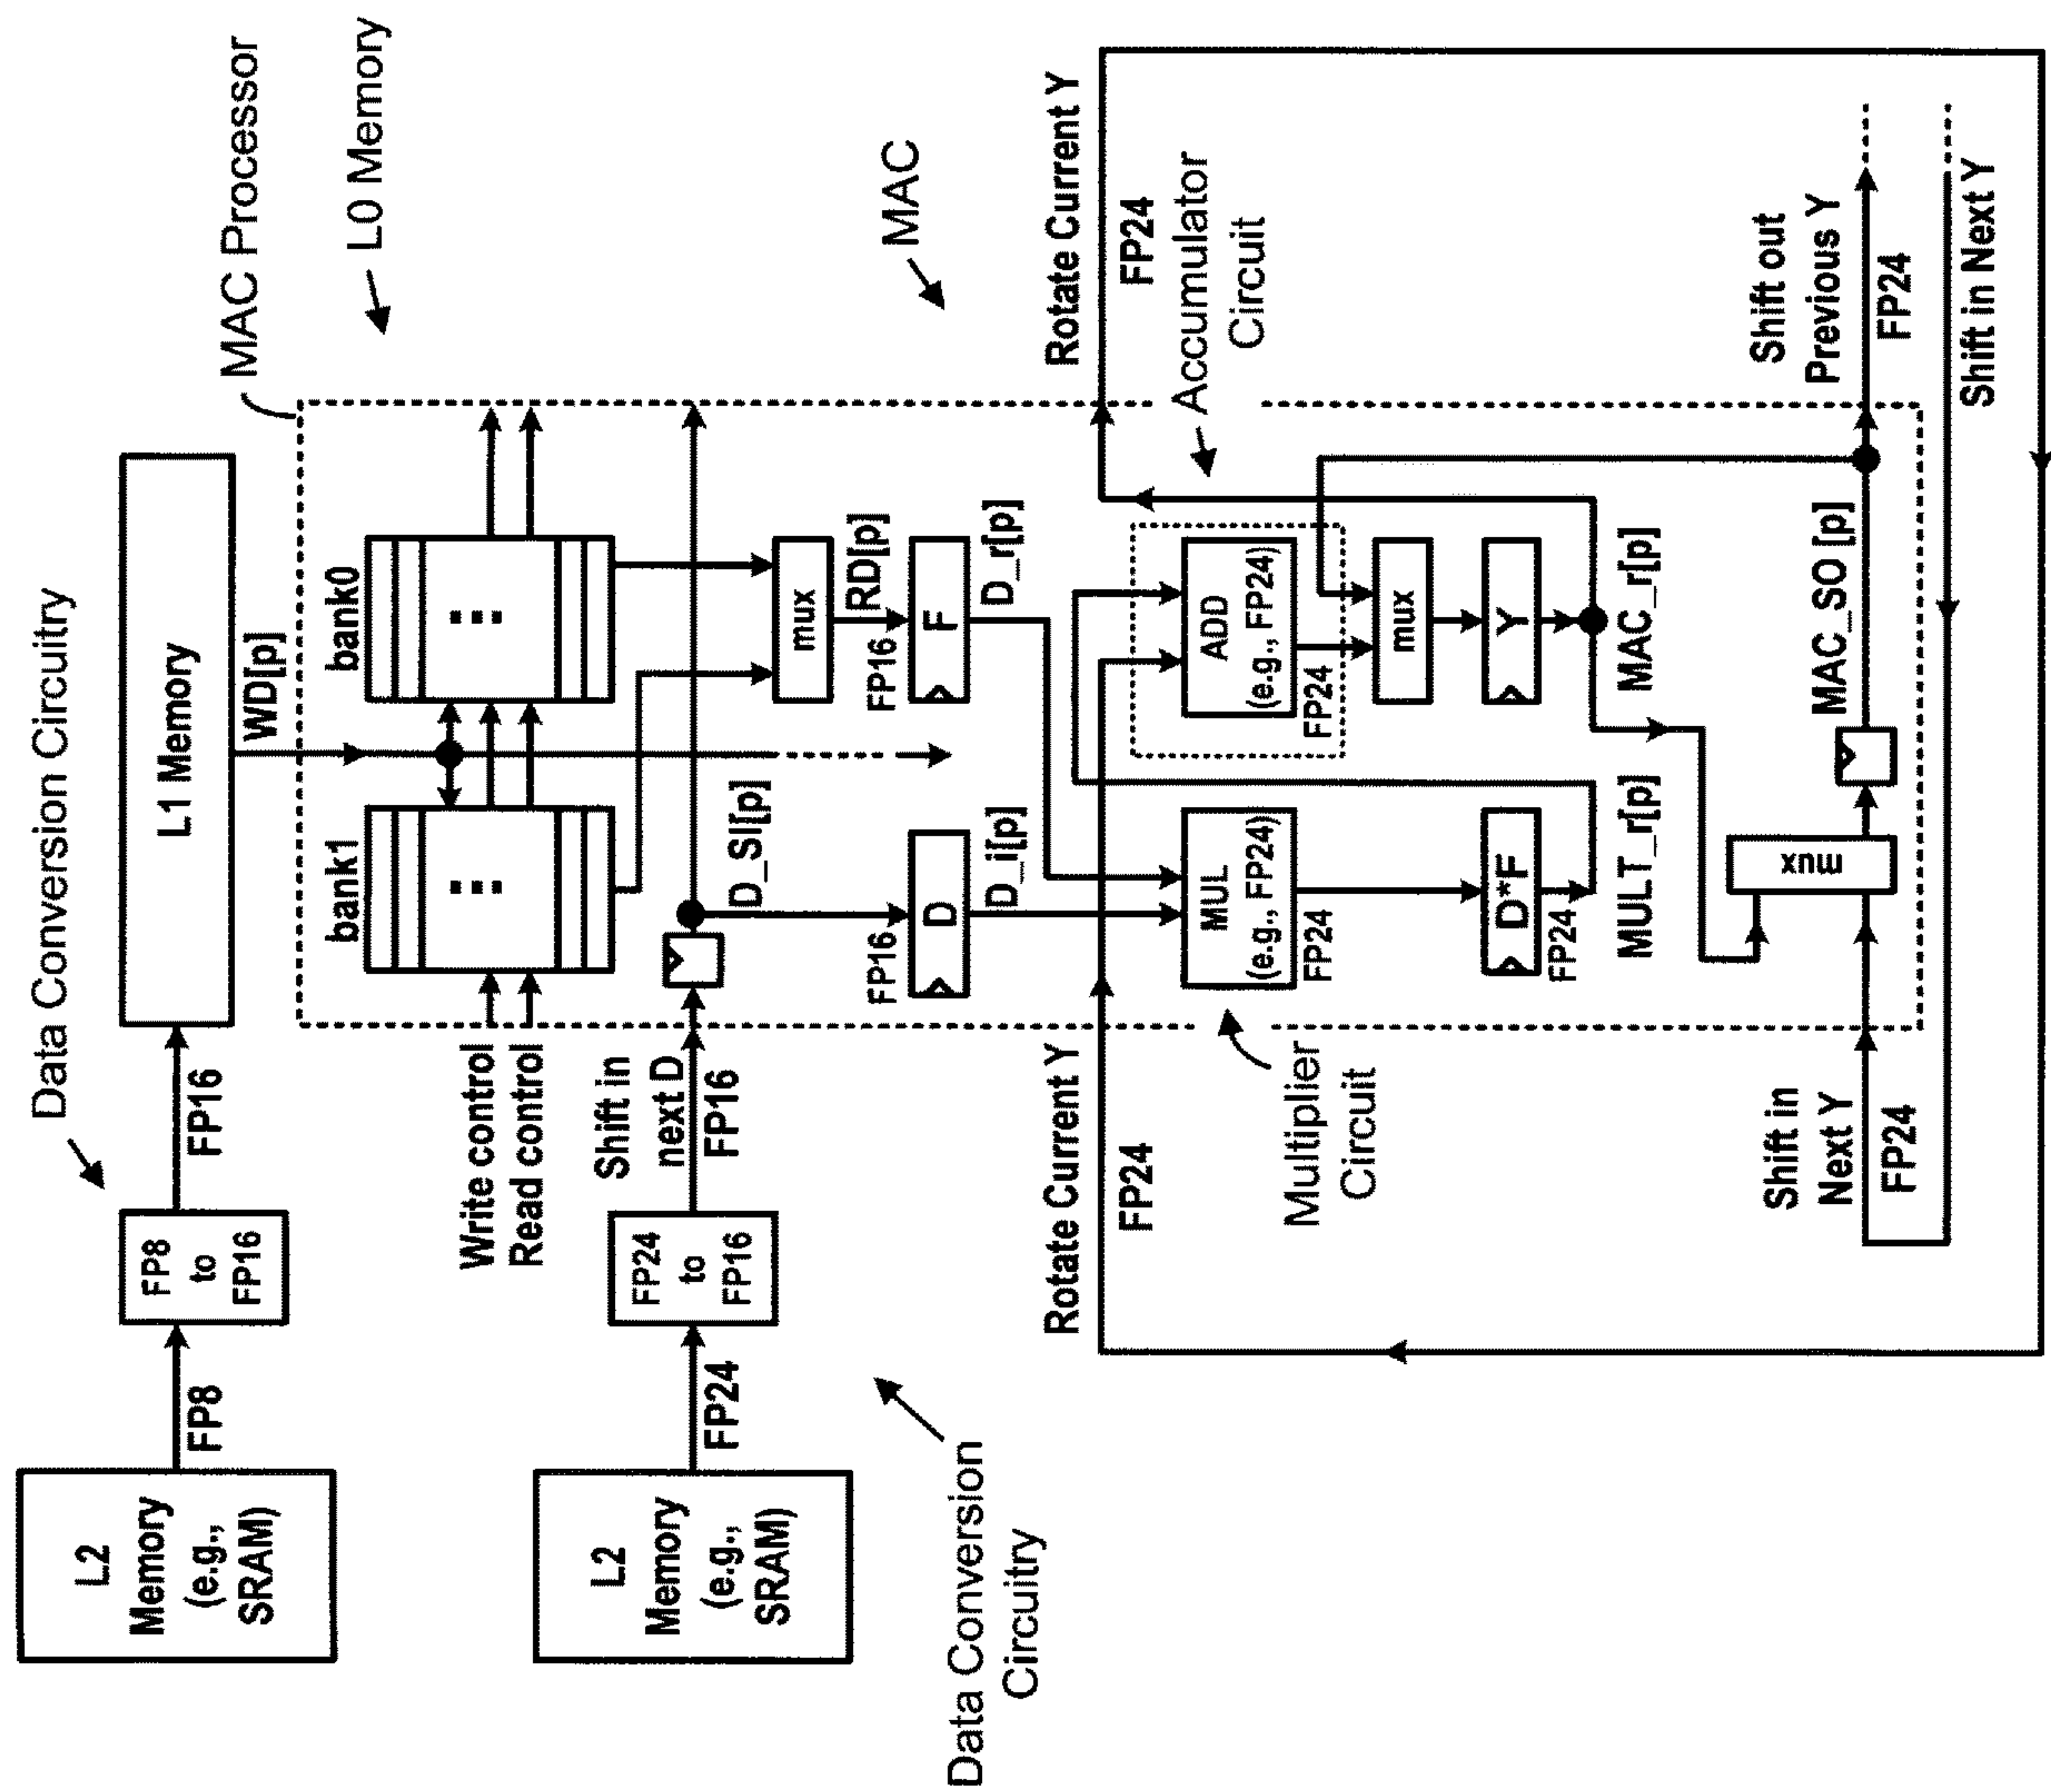 Data Conversion Circuitry
MAC Processor
L0 Memory
L2
Memory
(e.g.,
SRAM)
FP8
FP8
to
FP16
FP16
L1 Memory
WD[p]
bank1
bank0
Write control
Read control
L2
Memory
(e.g.,
SRAM)
FP24
FP24
to
FP16
Shift in
next D
FP16
D_SI[p]
mux
RD[p]
FP16
D
D_i[p]
FP16
F
D_r[p]
MAC
Data Conversion
Circuitry
Rotate Current Y
FP24
Rotate Current Y
FP24
Multiplier
Circuit
MUL
(e.g., FP24)
FP24
ADD
(e.g., FP24)
FP24
Accumulator
Circuit
mux
D*F
FP24
MULT_r[p]
Y
MAC_r[p]
Shift in
Next Y
FP24
mux
MAC_SO [p]
Shift out
Previous Y
FP24
Shift in Next Y